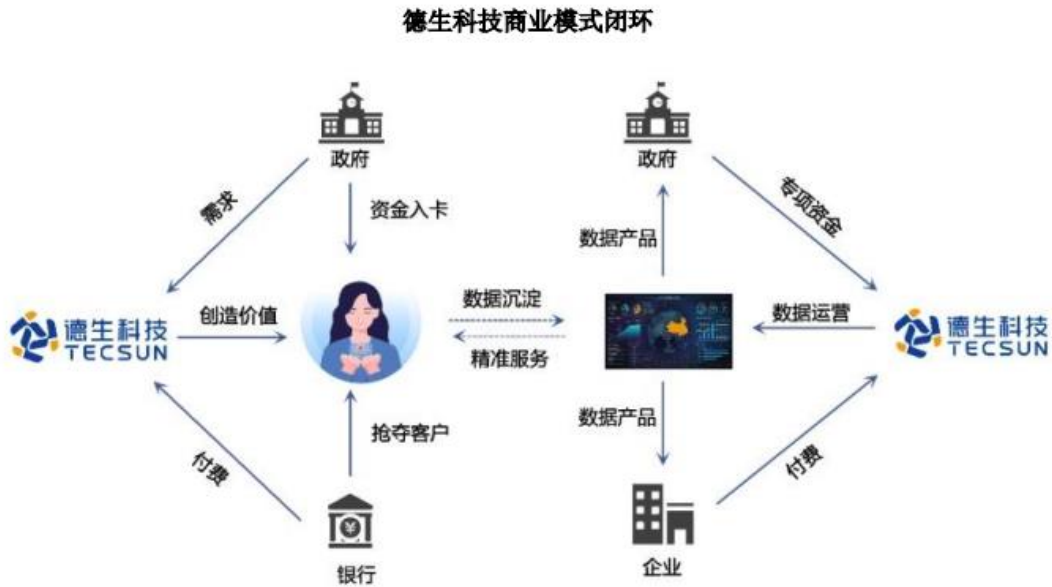 德生科技商业模式闭环
政府
政府
需求
资金入卡
数据产品
专项资金
德生科技
TECSUN
创造价值
数据沉淀
精准服务
数据运营
德生科技
TECSUN
付费
抢夺客户
数据产品
付费
银行
企业